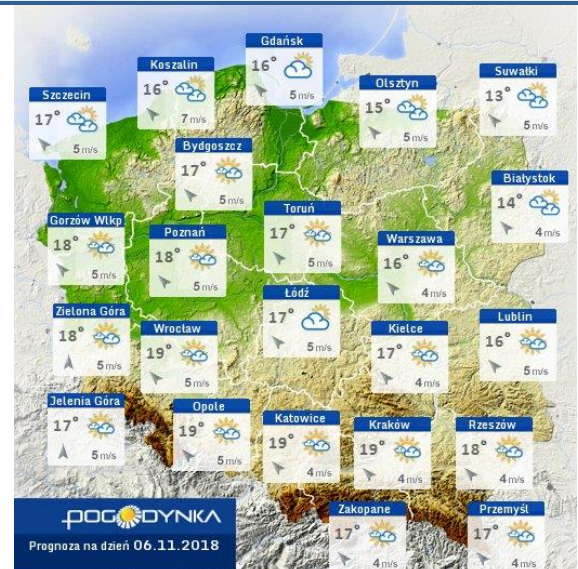 Gdańsk
16°
5 m/s
Koszalin
16°
7 m/s
Suwałki
13°
5 m/s
Olsztyn
15°
5 m/s
Szczecin
17°
5 m/s
Bydgoszcz
17°
5 m/s
Białystok
14°
4 m/s
Toruń
17°
5 m/s
Gorzów Wlkp
18°
5 m/s
Poznań
18°
5 m/s
Warszawa
16°
4 m/s
Łódź
17°
5 m/s
Zielona Góra
18°
5 m/s
Wrocław
19°
5 m/s
Kielce
17°
4 m/s
Lublin
16°
5 m/s
Jelenia Góra
17°
5 m/s
Opole
19°
5 m/s
Katowice
19°
4 m/s
Kraków
19°
4 m/s
Rzeszów
18°
4 m/s
Zakopane
17°
4 m/s
Przemyśl
17°
4 m/s
POGODYNKA
Prognoza na dzień 06.11.2018